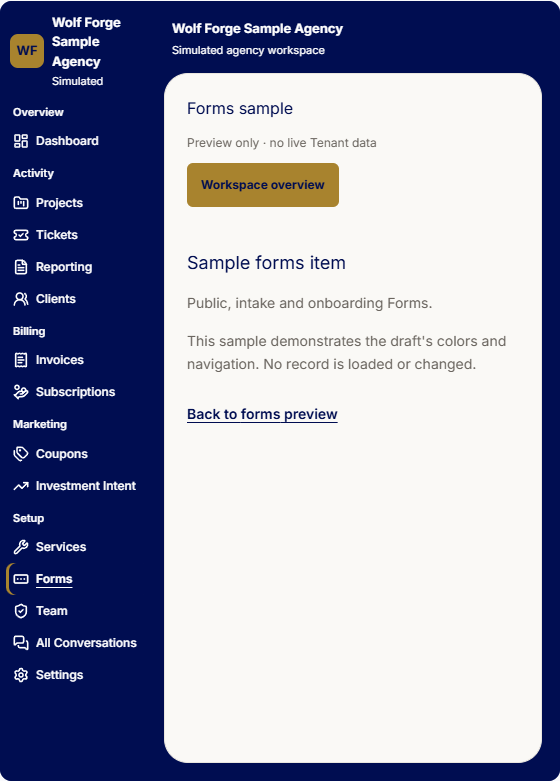 WF
Wolf Forge
Sample
Agency
Simulated
Overview
Dashboard
Activity
Projects
Tickets
Reporting
Clients
Billing
Invoices
Subscriptions
Marketing
Coupons
Investment Intent
Setup
Services
Forms
Team
All Conversations
Settings
Wolf Forge Sample Agency
Simulated agency workspace
Forms sample
Preview only · no live Tenant data
Workspace overview
Sample forms item
Public, intake and onboarding Forms.
This sample demonstrates the draft's colors and
navigation. No record is loaded or changed.
Back to forms preview